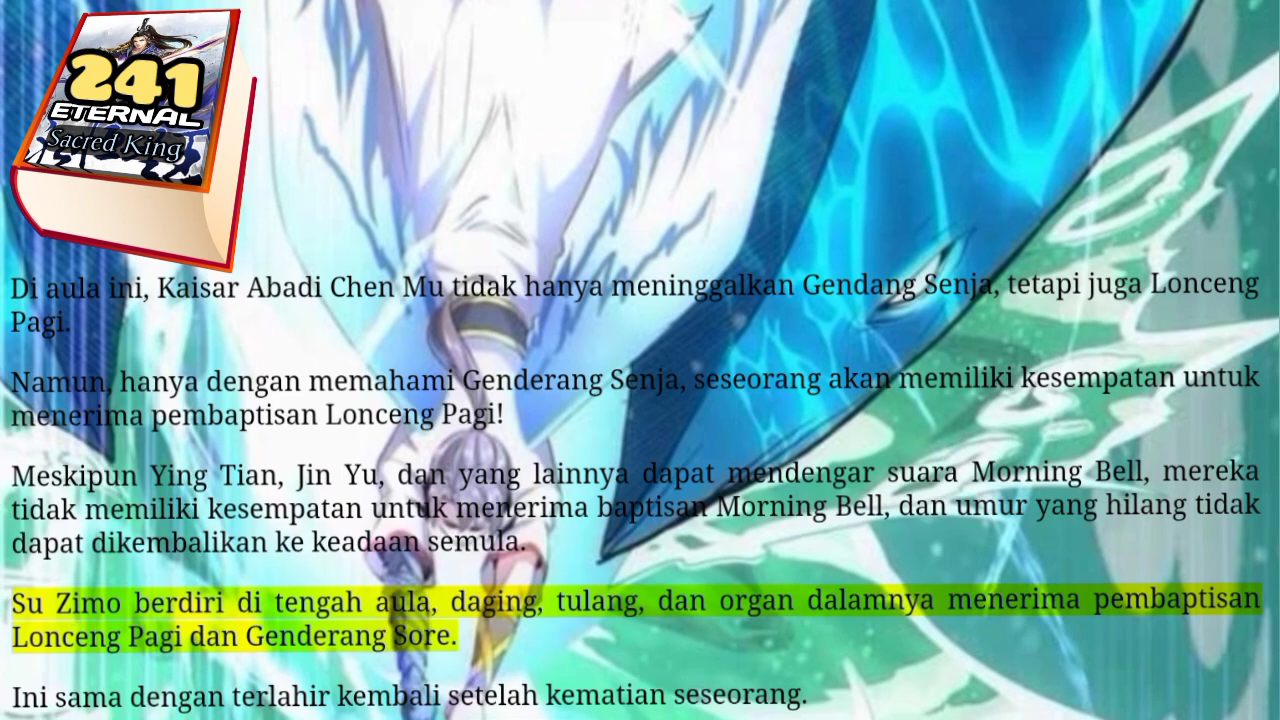 241
ETERNAL
Sacred King
Di aula ini, Kaisar Abadi Chen Mu tidak hanya meninggalkan Gendang Senja, tetapi juga Lonceng
Pagi.
Namun, hanya dengan memahami Genderang Senja, seseorang akan memiliki kesempatan untuk
menerima pembaptisan Lonceng Pagi!
Meskipun Ying Tian, Jin Yu, dan yang lainnya dapat mendengar suara Morning Bell, mereka
tidak memiliki kesempatan untuk menerima baptisan Morning Bell, dan umur yang hilang tidak
dapat dikembalikan ke keadaan semula.
Su Zimo berdiri di tengah aula, daging, tulang, dan organ dalamnya menerima pembaptisan
Lonceng Pagi dan Genderang Sore.
Ini sama dengan terlahir kembali setelah kematian seseorang.